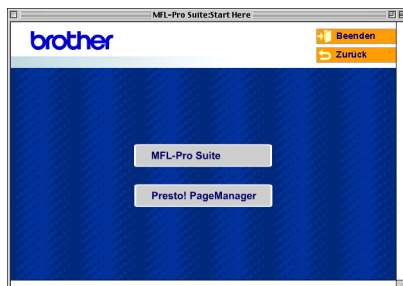 MFL-Pro Suite:Start Here
brother
Beenden
Zurück
MFL-Pro Suite
Presto! PageManager